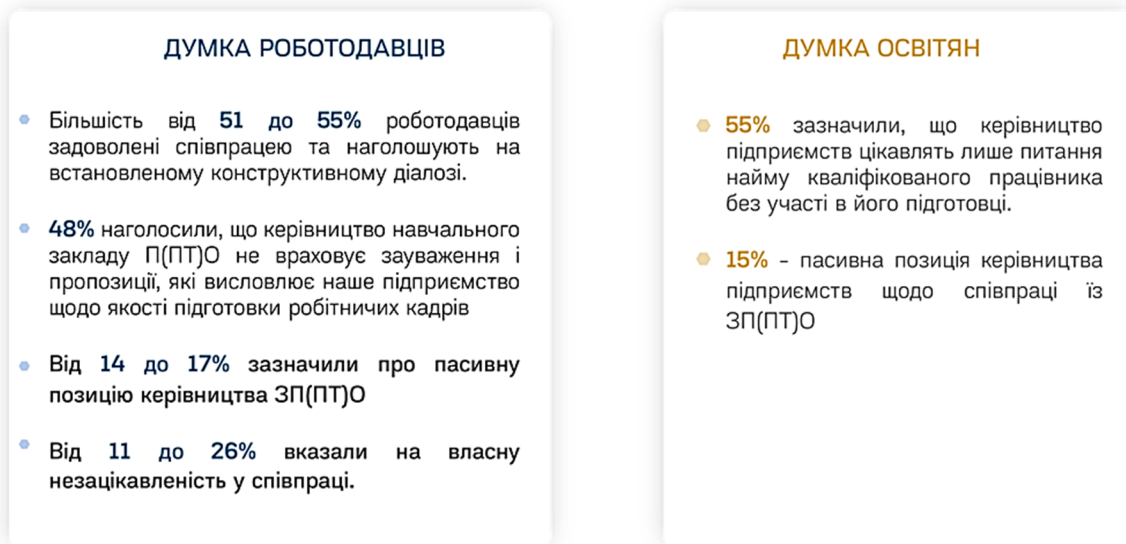 ДУМКА РОБОТОДАВЦІВ
Більшість від 51 до 55% роботодавців
задоволені співпрацею та наголошують на
встановленому конструктивному діалозі.
48% наголосили, що керівництво навчального
закладу П(ПТ)О не враховує зауваження і
пропозиції, які висловлює наше підприємство
щодо якості підготовки робітничих кадрів
Від 14 до 17% зазначили про пасивну
позицію керівництва ЗП(ПТ)О
Від 11 до 26% вказали на власну
незацікавленість у співпраці.
ДУМКА ОСВІТЯН
55% зазначили, що керівництво
підприємств цікавлять лише питання
найму кваліфікованого працівника
без участі в його підготовці.
15% - пасивна позиція керівництва
підприємств щодо співпраці їз
ЗП(ПТ)О